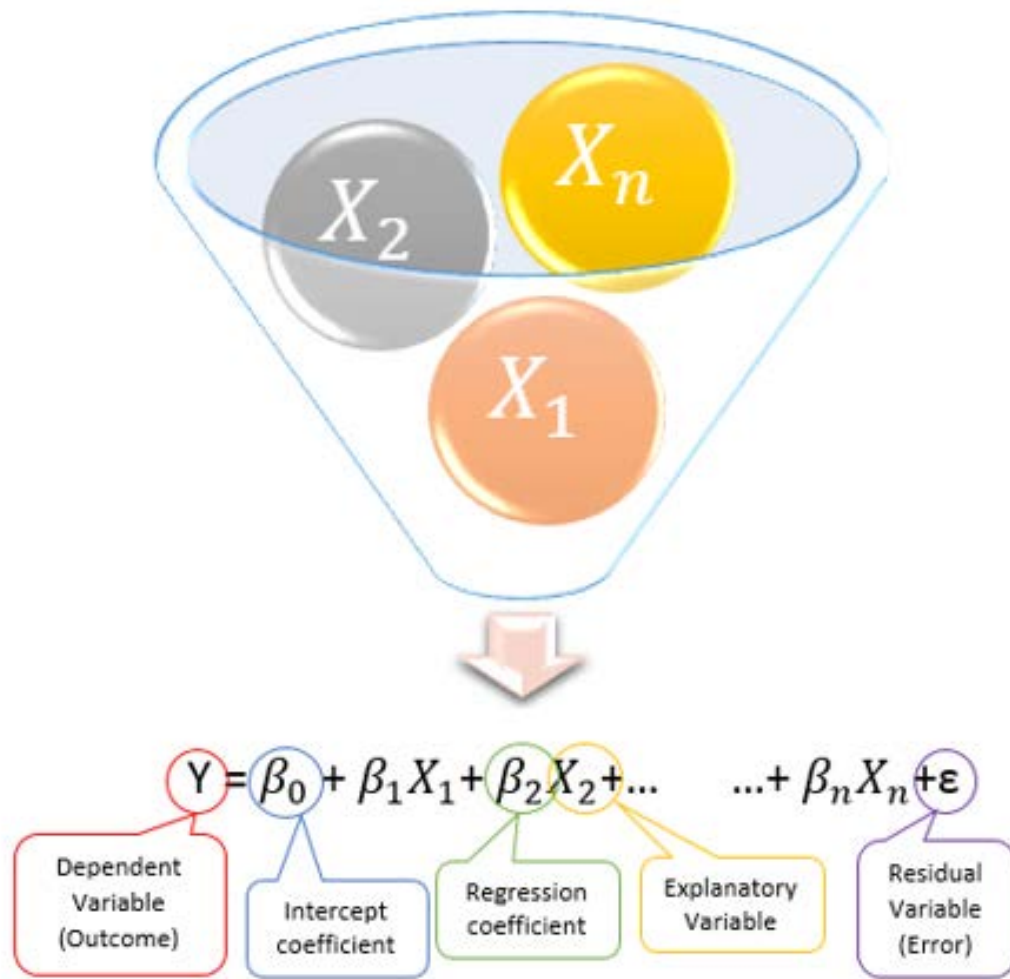 Xₙ
X₂
X₁
Y = β₀ + β₁X₁ + β₂X₂ +... ...+ βₙXₙ +ε
Dependent
Variable
(Outcome)
Intercept
coefficient
Regression
coefficient
Explanatory
Variable
Residual
Variable
(Error)